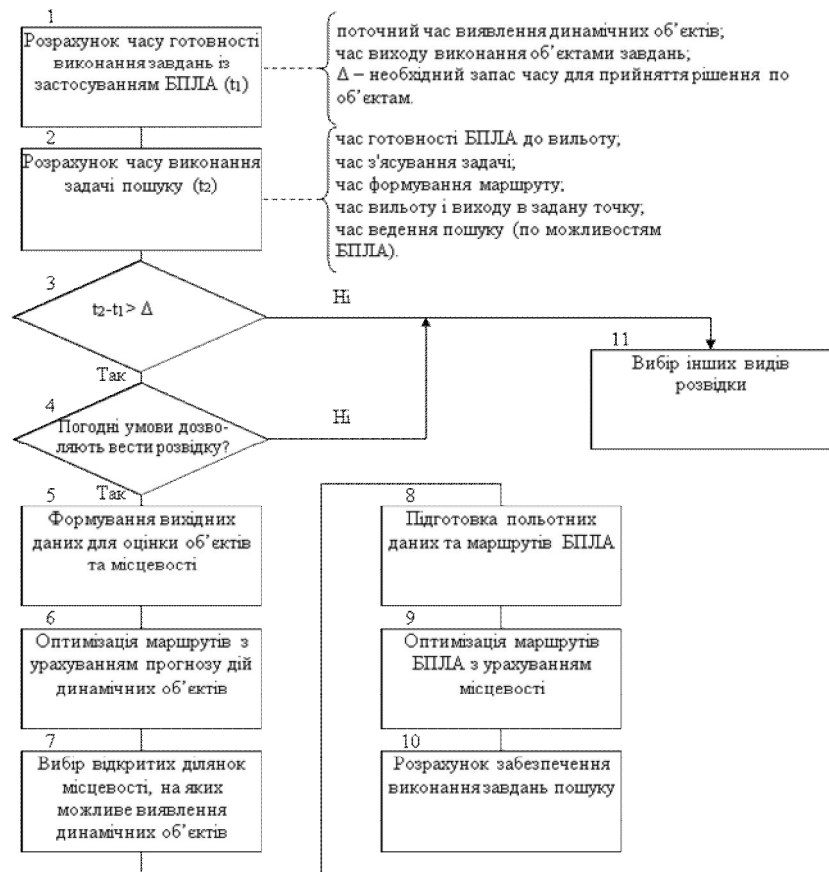 1
Розрахунок часу готовності
виконання завдань із
застосуванням БПЛА (t₁)
поточний час виявлення динамічних об’єктів;
час виходу виконання об’єктами завдань;
Δ – необхідний запас часу для прийняття рішення по
об’єктам.
2
Розрахунок часу виконання
задачі пошуку (t₂)
час готовності БПЛА до вильоту;
час з'ясування задачі;
час формування маршруту;
час вильоту і виходу в задану точку;
час ведення пошуку (по можливостям
БПЛА).
3
t₂-t₁> Δ
Ні
Так
4
Погодні умови дозво-
ляють вести розвідку?
Ні
Так
11
Вибір інших видів
розвідки
5
Формування вихідних
даних для оцінки об’єктів
та місцевості
6
Оптимізація маршрутів з
урахуванням прогнозу дій
динамічних об’єктів
7
Вибір відкритих ділянок
місцевості, на яких
можливе виявлення
динамічних об’єктів
8
Підготовка польотних
даних та маршрутів БПЛА
9
Оптимізація маршрутів
БПЛА з урахуванням
місцевості
10
Розрахунок забезпечення
виконання завдань пошуку